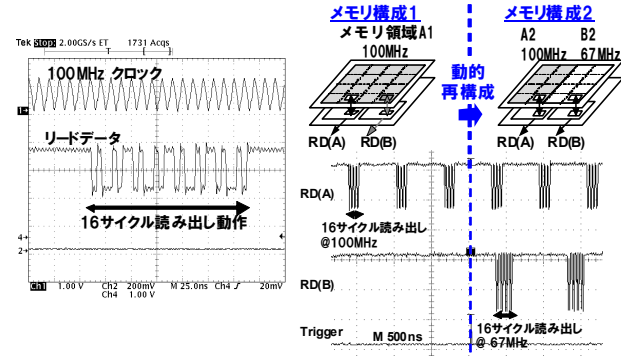 Tek Stop 2.00GS/s ET 1731 Acqs
T
100MHz クロック
1→
リードデータ
16サイクル読み出し動作
4→
2→
Ch1 1.00 V Ch2 200mV M 25.0ns Ch4 20mV
Ch4 1.00 V
メモリ構成1
メモリ領域A1
100MHz
動的
再構成
メモリ構成2
A2 B2
100MHz 67MHz
RD(A) RD(B)
RD(A) RD(B)
RD(A)
16サイクル読み出し
@100MHz
RD(B)
16サイクル読み出し
@ 67MHz
Trigger
M 500ns